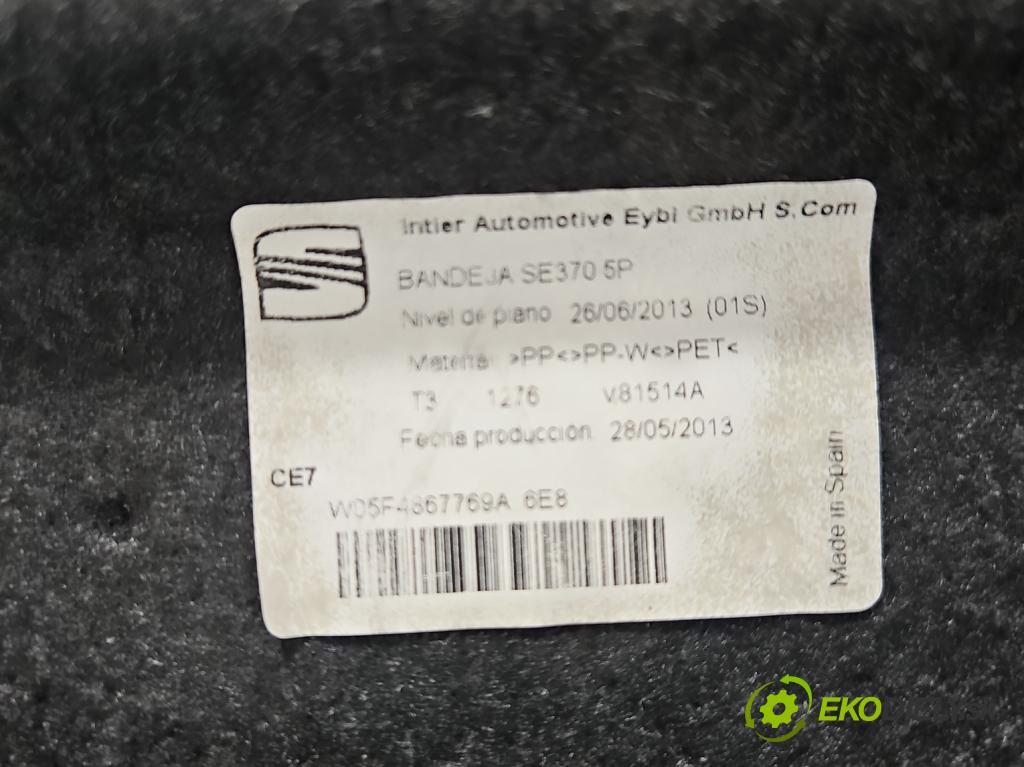 Intier Automotive Eybl GmbH S.Com
BANDEJA SE370 5P
Nivel de plano 26/06/2013 (01S)
Material >PP<>PP-W<>PET<
T3 1276 V81514A
Fecha produccion 28/05/2013
CE7
W05F4867769A 6E8
Made in Spain
EKO